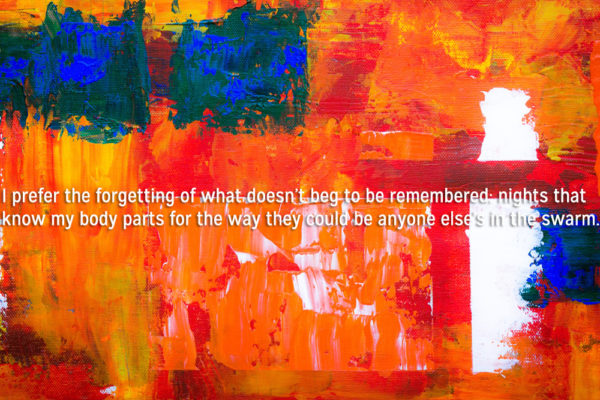 I prefer the forgetting of what doesn't beg to be remembered: nights that
know my body parts for the way they could be anyone else's in the swarm.